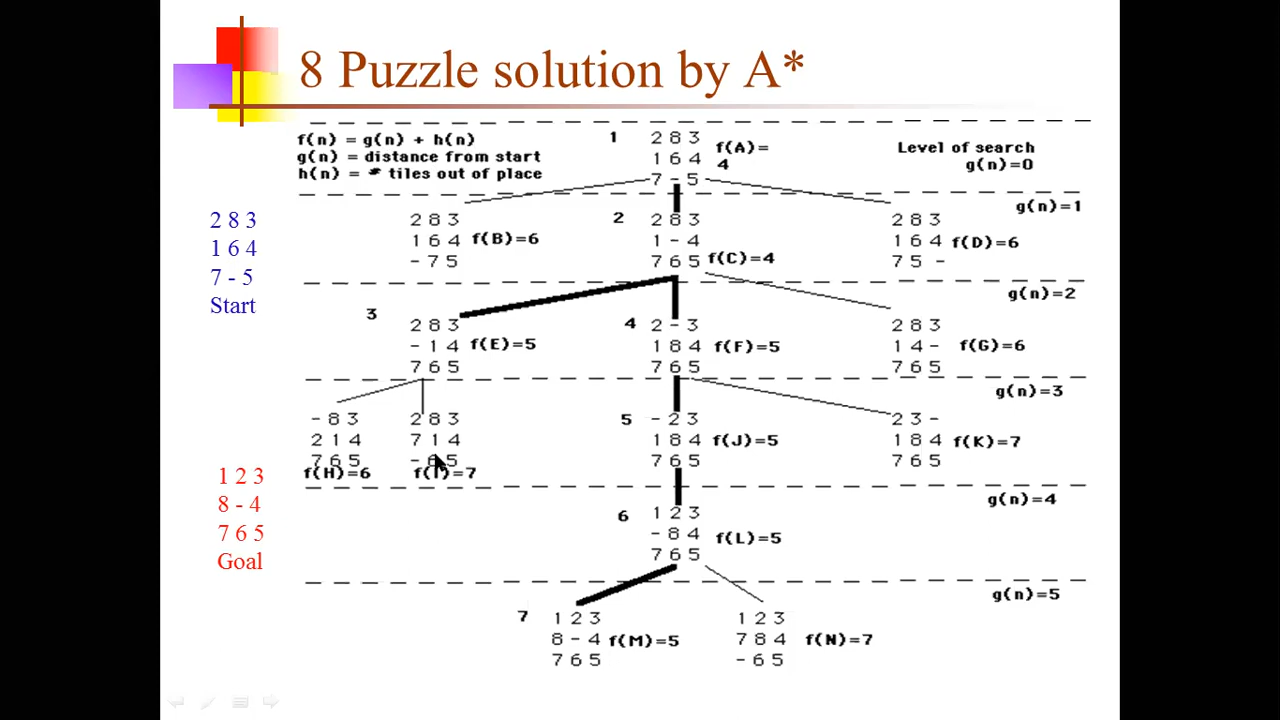 8 Puzzle solution by A*
f(n) = g(n) + h(n)
g(n) = distance from start
h(n) = # tiles out of place
1
2 8 3
1 6 4
7 - 5
f(A)=
4
Level of search
g(n)=0
g(n)=1
2 8 3
1 6 4
7 - 5
Start
2 8 3
1 6 4
- 7 5
f(B)=6
2
2 8 3
1 - 4
7 6 5
f(C)=4
2 8 3
1 6 4
7 5 -
f(D)=6
g(n)=2
3
2 8 3
- 1 4
7 6 5
f(E)=5
4
2 - 3
1 8 4
7 6 5
f(F)=5
2 8 3
1 4 -
7 6 5
f(G)=6
g(n)=3
- 8 3
2 1 4
7 6 5
f(H)=6
2 8 3
7 1 4
- 6 5
f(I)=7
5
- 2 3
1 8 4
7 6 5
f(J)=5
2 3 -
1 8 4
7 6 5
f(K)=7
1 2 3
8 - 4
7 6 5
Goal
g(n)=4
6
1 2 3
- 8 4
7 6 5
f(L)=5
g(n)=5
7
1 2 3
8 - 4
7 6 5
f(M)=5
1 2 3
7 8 4
- 6 5
f(N)=7